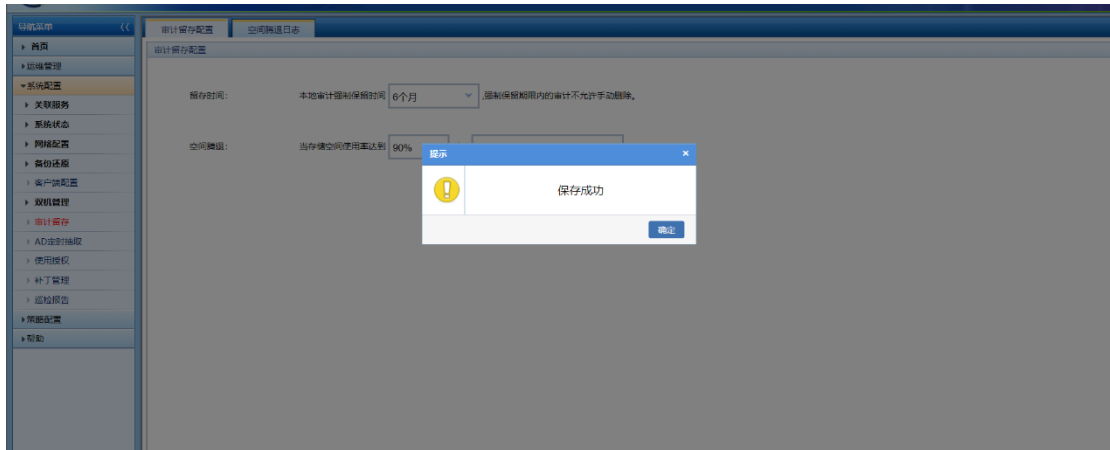 导航菜单
审计留存配置 空间腾退日志
首页
审计留存配置
运维管理
系统配置
留存时间: 本地审计强制保留时间 6个月 ,强制保留期限内的审计不允许手动删除。
关联服务
系统状态
网络配置
空间腾退: 当存储空间使用率达到 90%
提示 ×
备份还原
客户端配置
保存成功
双机管理
审计留存
确定
AD定时抽取
使用授权
补丁管理
巡检报告
策略配置
帮助